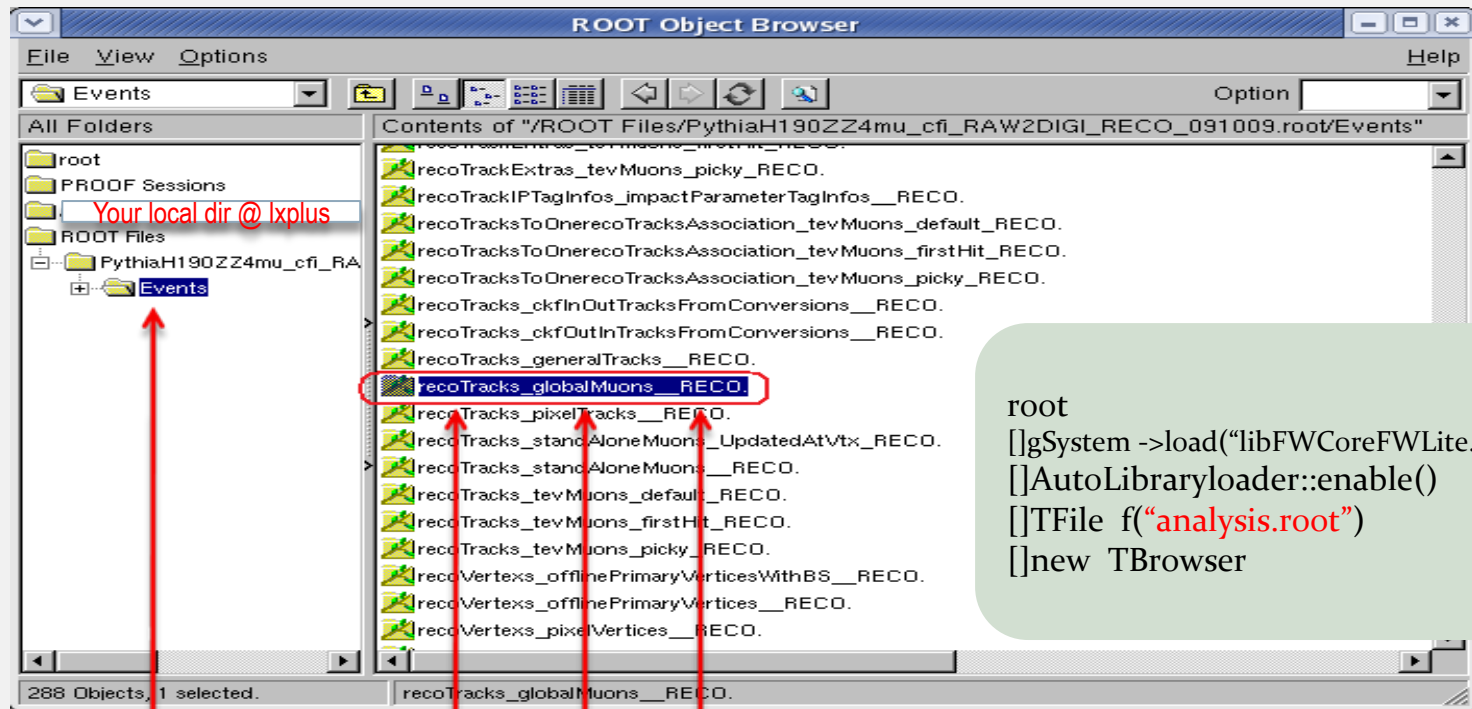 ROOT Object Browser
File View Options Help
Events Option
All Folders
Contents of "/ROOT Files/PythiaH190ZZ4mu_cfi_RAW2DIGI_RECO_091009.root/Events"
root
PROOF Sessions
Your local dir @ lxplus
ROOT Files
PythiaH190ZZ4mu_cfi_RA
Events
recoTrackExtras_tevMuons_firstHit_RECO.
recoTrackExtras_tevMuons_picky_RECO.
recoTrackIPTagInfos_impactParameterTagInfos__RECO.
recoTracksToOnerecoTracksAssociation_tevMuons_default_RECO.
recoTracksToOnerecoTracksAssociation_tevMuons_firstHit_RECO.
recoTracksToOnerecoTracksAssociation_tevMuons_picky_RECO.
recoTracks_ckfInOutTracksFromConversions__RECO.
recoTracks_ckfOutInTracksFromConversions__RECO.
recoTracks_generalTracks__RECO.
recoTracks_globalMuons__RECO.
recoTracks_pixelTracks__RECO.
recoTracks_standAloneMuons_UpdatedAtVtx_RECO.
recoTracks_standAloneMuons__RECO.
recoTracks_tevMuons_default_RECO.
recoTracks_tevMuons_firstHit_RECO.
recoTracks_tevMuons_picky_RECO.
recoVertexs_offlinePrimaryVerticesWithBS__RECO.
recoVertexs_offlinePrimaryVertices__RECO.
recoVertexs_pixelVertices__RECO.
root
[]gSystem ->load(“libFWCoreFWLite.
[]AutoLibraryloader::enable()
[]TFile f(“analysis.root”)
[]new TBrowser
288 Objects, 1 selected.
recoTracks_globalMuons__RECO.